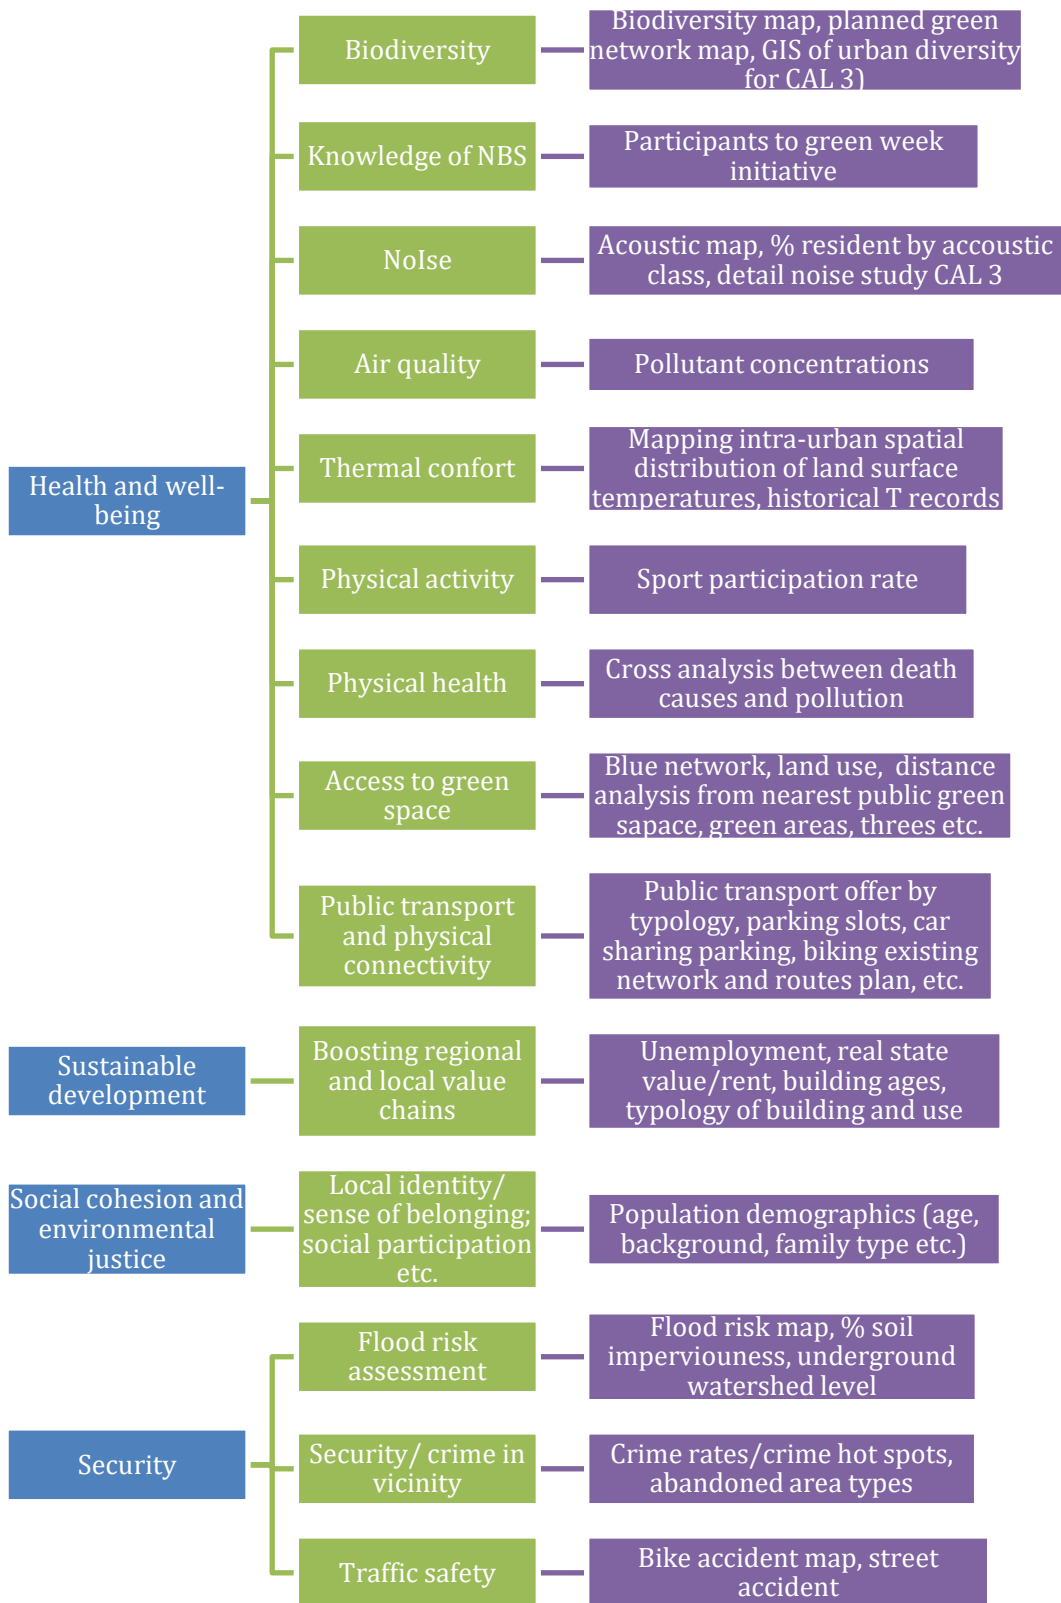 Biodiversity
Biodiversity map, planned green
network map, GIS of urban diversity
for CAL 3)
Knowledge of NBS
Participants to green week
initiative
NoIse
Acoustic map, % resident by accoustic
class, detail noise study CAL 3
Air quality
Pollutant concentrations
Health and well-
being
Thermal confort
Mapping intra-urban spatial
distribution of land surface
temperatures, historical T records
Physical activity
Sport participation rate
Physical health
Cross analysis between death
causes and pollution
Access to green
space
Blue network, land use,  distance
analysis from nearest public green
sapace, green areas, threes etc.
Public transport
and physical
connectivity
Public transport offer by
typology, parking slots, car
sharing parking, biking existing
network and routes plan, etc.
Sustainable
development
Boosting regional
and local value
chains
Unemployment, real state
value/rent, building ages,
typology of building and use
Social cohesion and
environmental
justice
Local identity/
sense of belonging;
social participation
etc.
Population demographics (age,
background, family type etc.)
Security
Flood risk
assessment
Flood risk map, % soil
imperviouness, underground
watershed level
Security/ crime in
vicinity
Crime rates/crime hot spots,
abandoned area types
Traffic safety
Bike accident map, street
accident